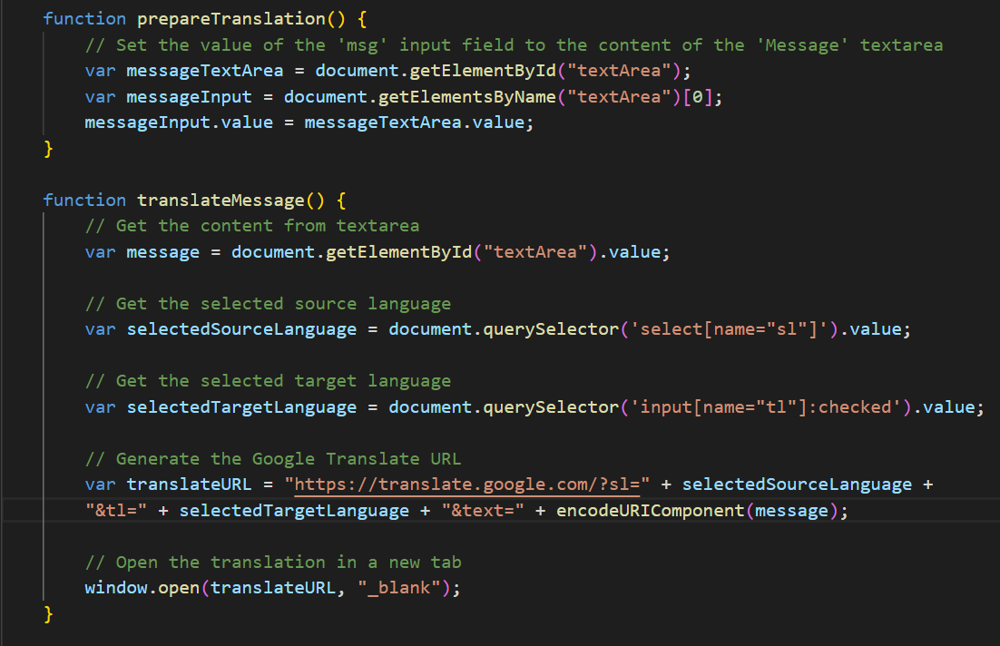 function prepareTranslation() {
// Set the value of the 'msg' input field to the content of the 'Message' textarea
var messageTextArea = document.getElementById("textArea");
var messageInput = document.getElementsByName("textArea")[0];
messageInput.value = messageTextArea.value;
}
function translateMessage() {
// Get the content from textarea
var message = document.getElementById("textArea").value;
// Get the selected source language
var selectedSourceLanguage = document.querySelector('select[name="sl"]').value;
// Get the selected target language
var selectedTargetLanguage = document.querySelector('input[name="tl"]:checked').value;
// Generate the Google Translate URL
var translateURL = "https://translate.google.com/?sl=" + selectedSourceLanguage +
"&tl=" + selectedTargetLanguage + "&text=" + encodeURIComponent(message);
// Open the translation in a new tab
window.open(translateURL, "_blank");
}